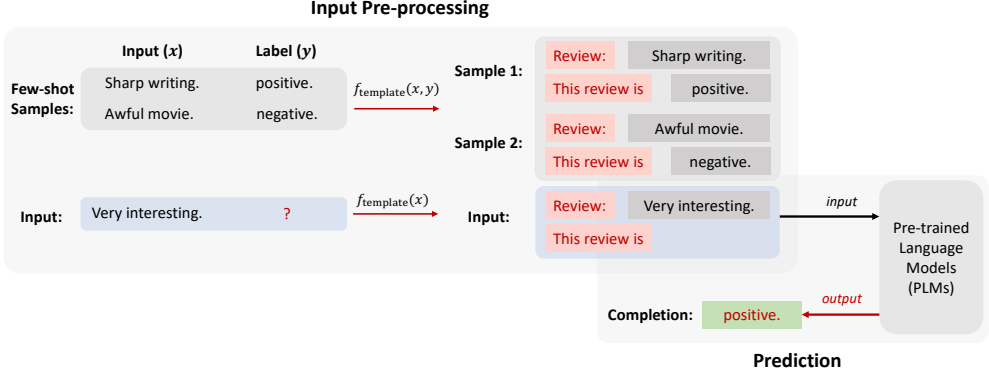 Input Pre-processing
Input (x) Label (y)
Few-shot Samples:
Sharp writing. positive.
Awful movie. negative.
f_template(x, y)
Sample 1:
Review: Sharp writing.
This review is positive.
Sample 2:
Review: Awful movie.
This review is negative.
Input: Very interesting. ?
f_template(x)
Input:
Review: Very interesting.
This review is
input
Pre-trained
Language
Models
(PLMs)
output
Completion: positive.
Prediction